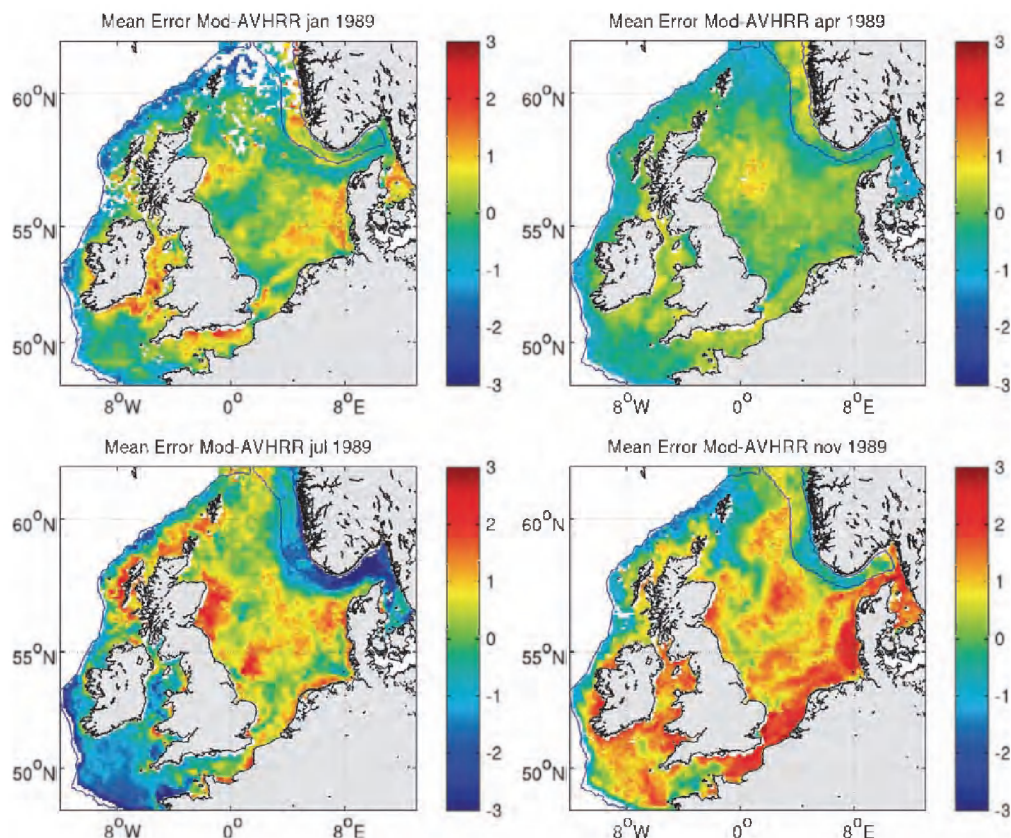 Mean Error Mod-AVHRR jan 1989
60°N
55°N
50°N
8°W
0°
8°E
3
2
1
0
-1
-2
-3
Mean Error Mod-AVHRR apr 1989
60°N
55°N
50°N
8°W
0°
8°E
3
2
1
0
-1
-2
-3
Mean Error Mod-AVHRR jul 1989
60°N
55°N
50°N
8°W
0°
8°E
3
2
1
0
-1
-2
-3
Mean Error Mod-AVHRR nov 1989
60°N
55°N
50°N
8°W
0°
8°E
3
2
1
0
-1
-2
-3